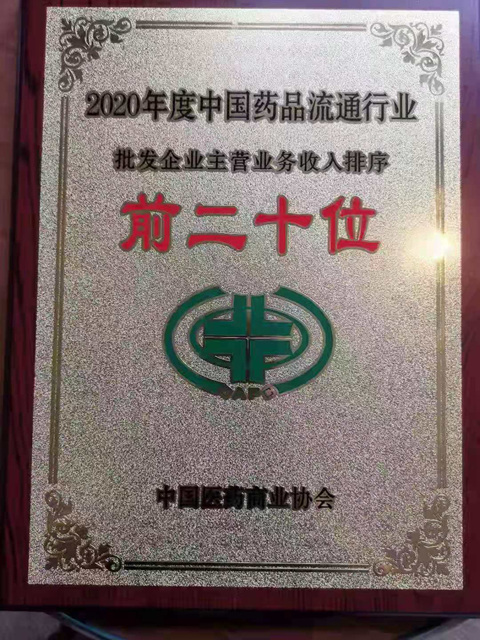 2020年度中国药品流通行业
批发企业主营业务收入排序
前二十位
CAPC
中国医药商业协会